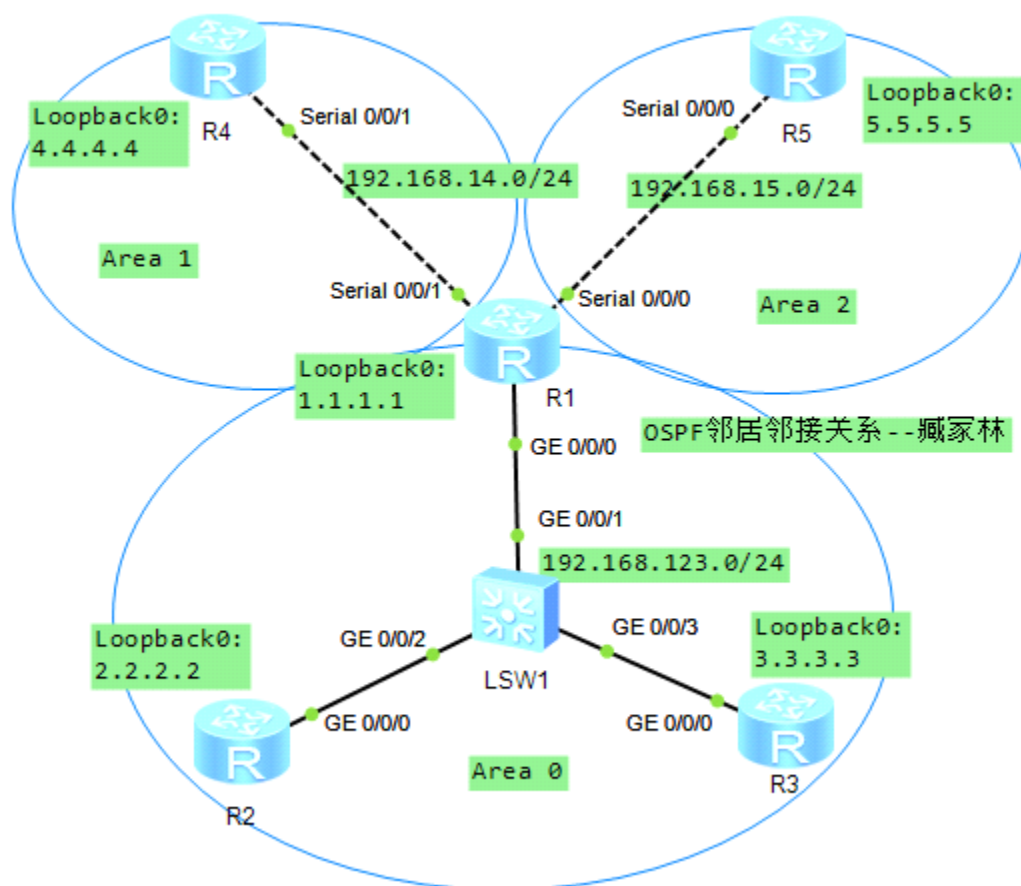 Loopback0:
4.4.4.4
R4
Serial 0/0/1
192.168.14.0/24
Area 1
Serial 0/0/1
Serial 0/0/0
R5
Loopback0:
5.5.5.5
192.168.15.0/24
Serial 0/0/0
Area 2
Loopback0:
1.1.1.1
R
R1
OSPF邻居邻接关系--臧冢林
GE 0/0/0
GE 0/0/1
192.168.123.0/24
Loopback0:
2.2.2.2
GE 0/0/2
GE 0/0/3
LSW1
Loopback0:
3.3.3.3
GE 0/0/0
R
R2
GE 0/0/0
R
R3
Area 0
R
R